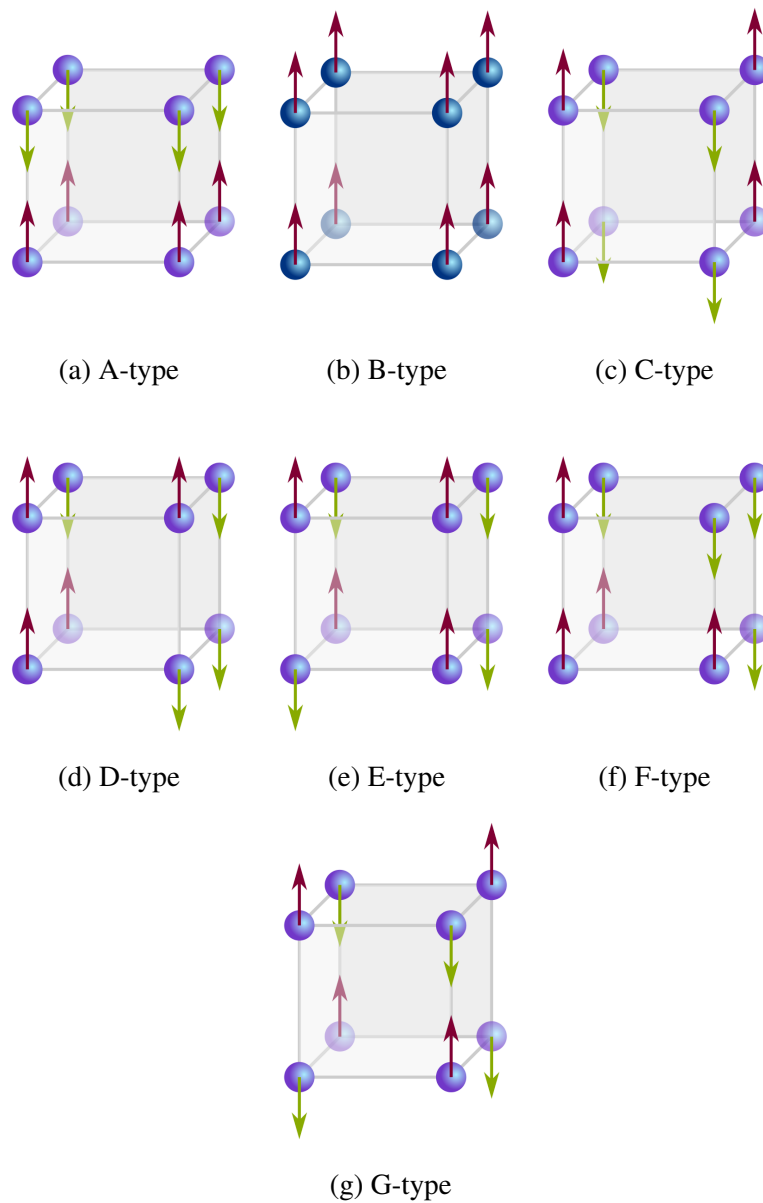 (a) A-type
(b) B-type
(c) C-type
(d) D-type
(e) E-type
(f) F-type
(g) G-type